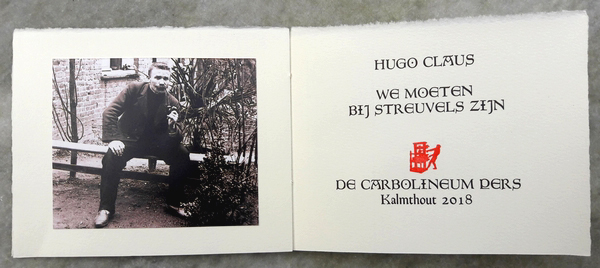 HUGO CLAUS
WE MOETEN
BIJ STREUVELS ZIJN
DE CARBOLINEUM PERS
Kalmthout 2018